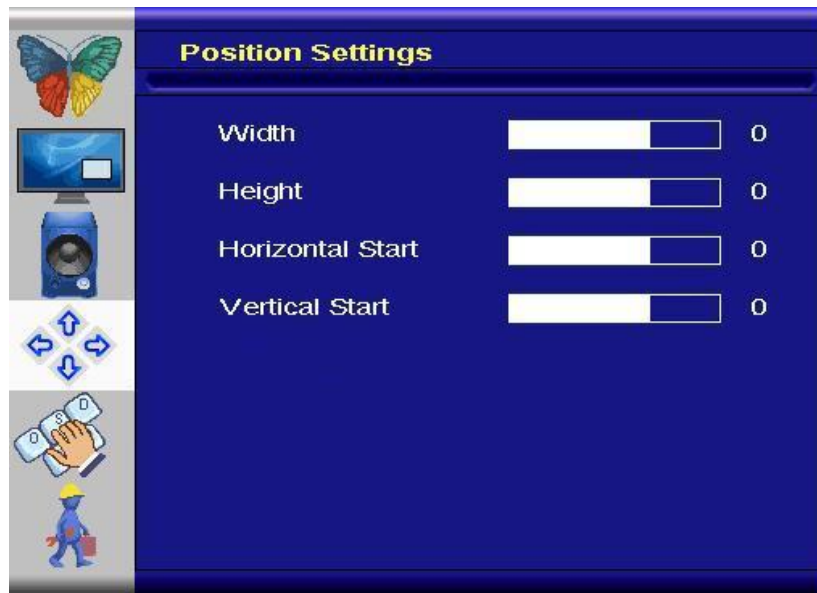 Position Settings
Width 0
Height 0
Horizontal Start 0
Vertical Start 0
O S D